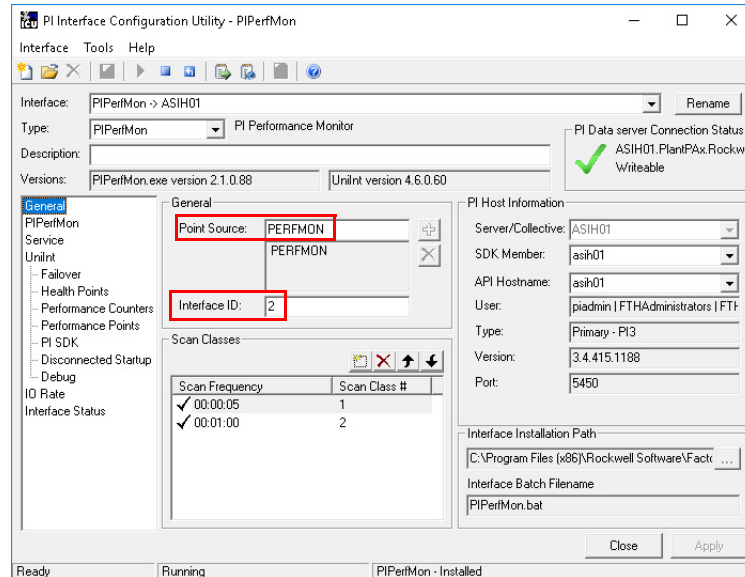 PI Interface Configuration Utility - PIPerfMon
Interface Tools Help
Interface: PIPerfMon -> ASIH01 Rename
Type: PIPerfMon PI Performance Monitor
Description:
Versions: PIPerfMon.exe version 2.1.0.88 UniInt version 4.6.0.60
PI Data server Connection Status
ASIH01.PlantPAx.Rockw
Writeable
General
PIPerfMon
Service
UniInt
Failover
Health Points
Performance Counters
Performance Points
PI SDK
Disconnected Startup
Debug
IO Rate
Interface Status
General
Point Source: PERFMON
PERFMON
Interface ID: 2
Scan Classes
Scan Frequency Scan Class #
00:00:05 1
00:01:00 2
PI Host Information
Server/Collective: ASIH01
SDK Member: asih01
API Hostname: asih01
User: piadmin | FTHAdministrators | FTH
Type: Primary - PI3
Version: 3.4.415.1188
Port: 5450
Interface Installation Path
C:\Program Files (x86)\Rockwell Software\Facto ...
Interface Batch Filename
PIPerfMon.bat
Close Apply
Ready Running PIPerfMon - Installed